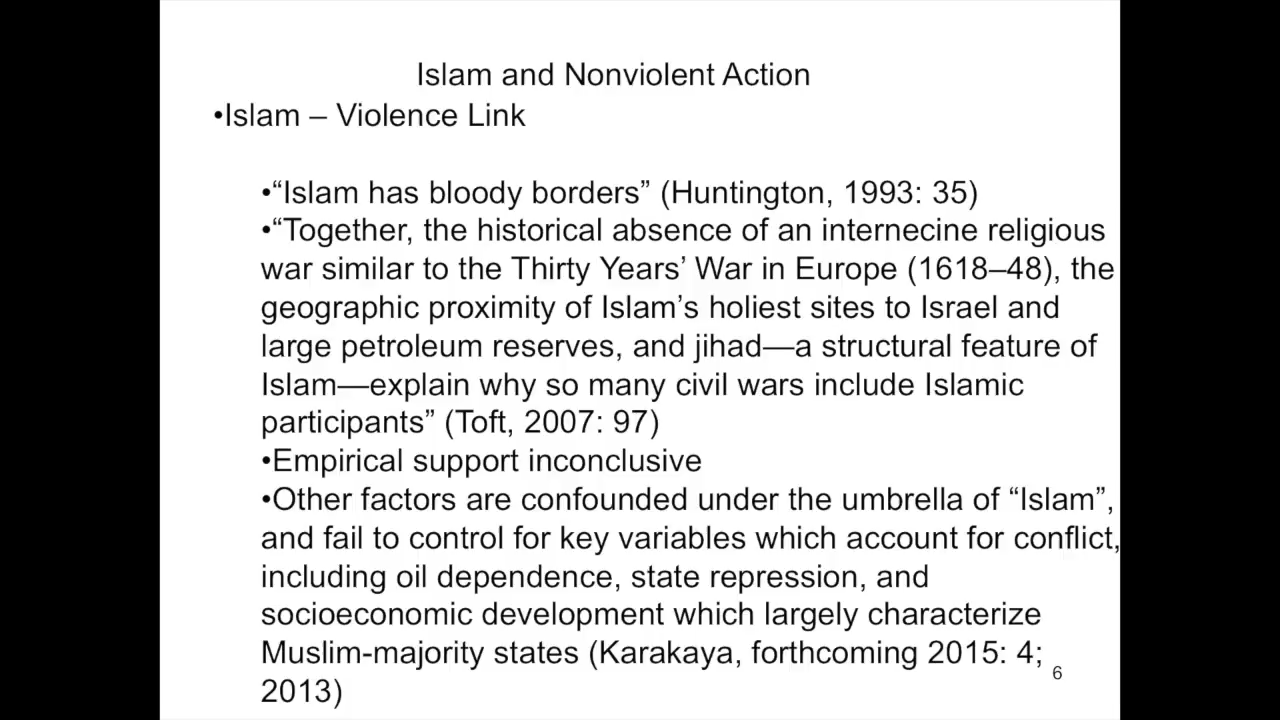 Islam and Nonviolent Action
•Islam – Violence Link
•“Islam has bloody borders” (Huntington, 1993: 35)
•“Together, the historical absence of an internecine religious
war similar to the Thirty Years’ War in Europe (1618–48), the
geographic proximity of Islam’s holiest sites to Israel and
large petroleum reserves, and jihad—a structural feature of
Islam—explain why so many civil wars include Islamic
participants” (Toft, 2007: 97)
•Empirical support inconclusive
•Other factors are confounded under the umbrella of “Islam”,
and fail to control for key variables which account for conflict,
including oil dependence, state repression, and
socioeconomic development which largely characterize
Muslim-majority states (Karakaya, forthcoming 2015: 4;
2013)
6